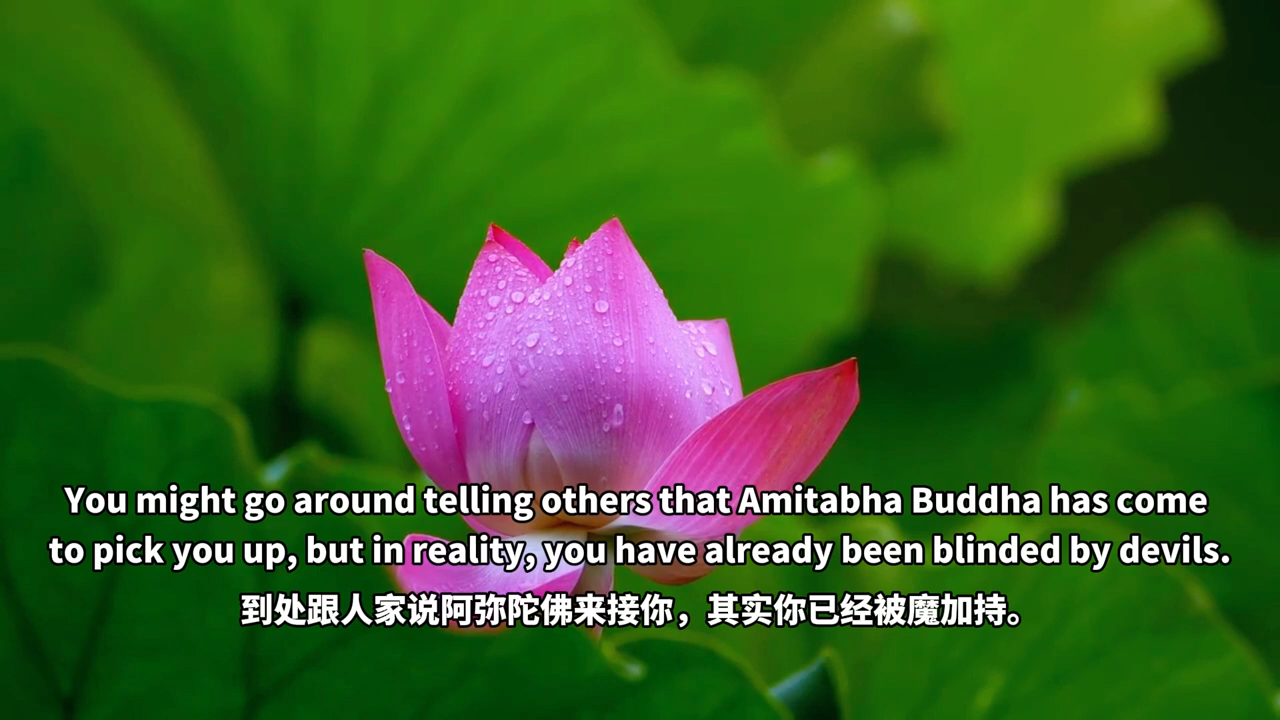 You might go around telling others that Amitabha Buddha has come
to pick you up, but in reality, you have already been blinded by devils.
到处跟人家说阿弥陀佛来接你，其实你已经被魔加持。